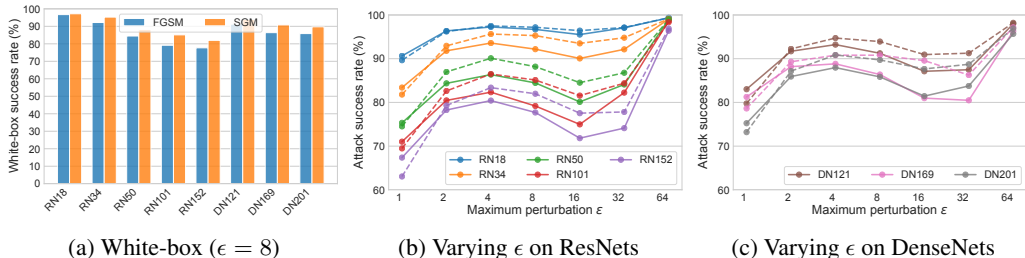 White-box success rate (%)
100
90
80
70
60
50
40
30
20
10
0
FGSM
SGM
RN18
RN34
RN50
RN101
RN152
DN121
DN169
DN201
(a) White-box (ϵ = 8)
Attack success rate (%)
100
90
80
70
60
RN18
RN34
RN50
RN101
RN152
1 2 4 8 16 32 64
Maximum perturbation ε
(b) Varying ϵ on ResNets
Attack success rate (%)
100
90
80
70
60
DN121
DN169
DN201
1 2 4 8 16 32 64
Maximum perturbation ε
(c) Varying ϵ on DenseNets